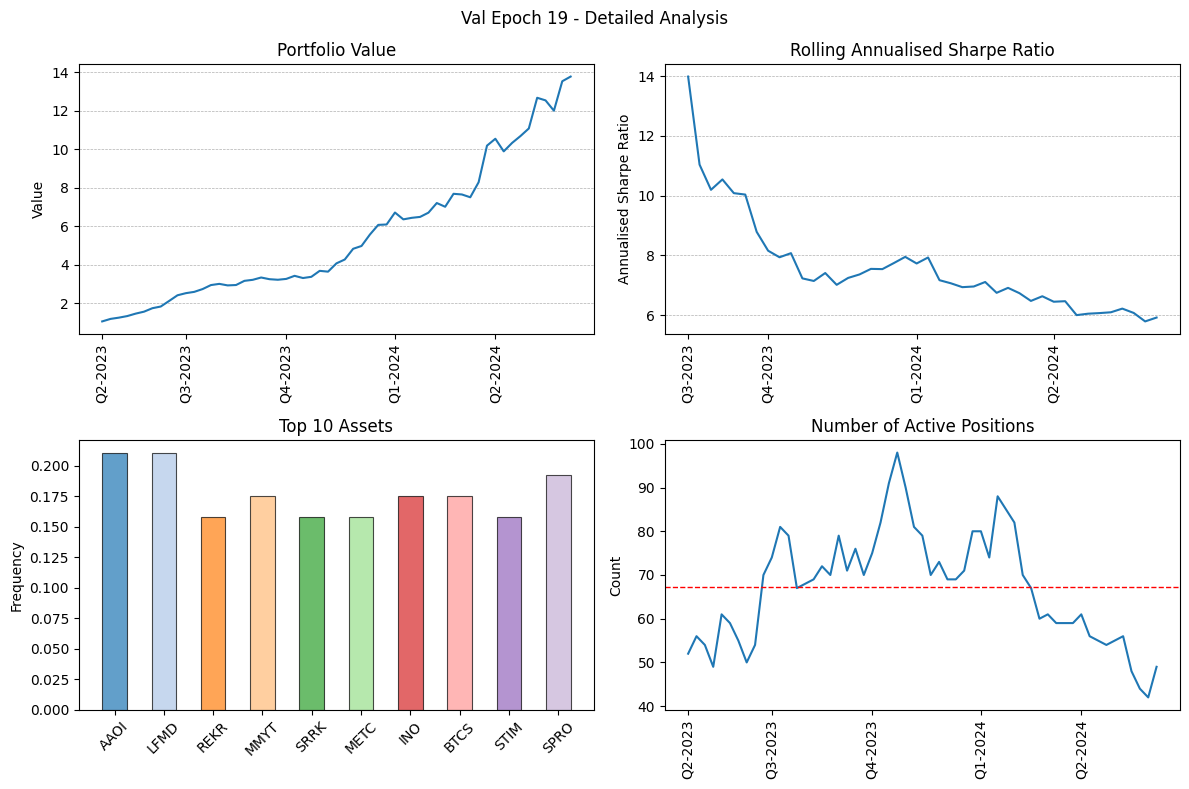 Val Epoch 19 - Detailed Analysis
Portfolio Value
Value
14
12
10
8
6
4
2
Q2-2023
Q3-2023
Q4-2023
Q1-2024
Q2-2024
Rolling Annualised Sharpe Ratio
Annualised Sharpe Ratio
14
12
10
8
6
Q3-2023
Q4-2023
Q1-2024
Q2-2024
Top 10 Assets
Frequency
0.200
0.175
0.150
0.125
0.100
0.075
0.050
0.025
0.000
AAOI
LFMD
REKR
MMYT
SRRK
METC
INO
BTCS
STIM
SPRO
Number of Active Positions
Count
100
90
80
70
60
50
40
Q2-2023
Q3-2023
Q4-2023
Q1-2024
Q2-2024